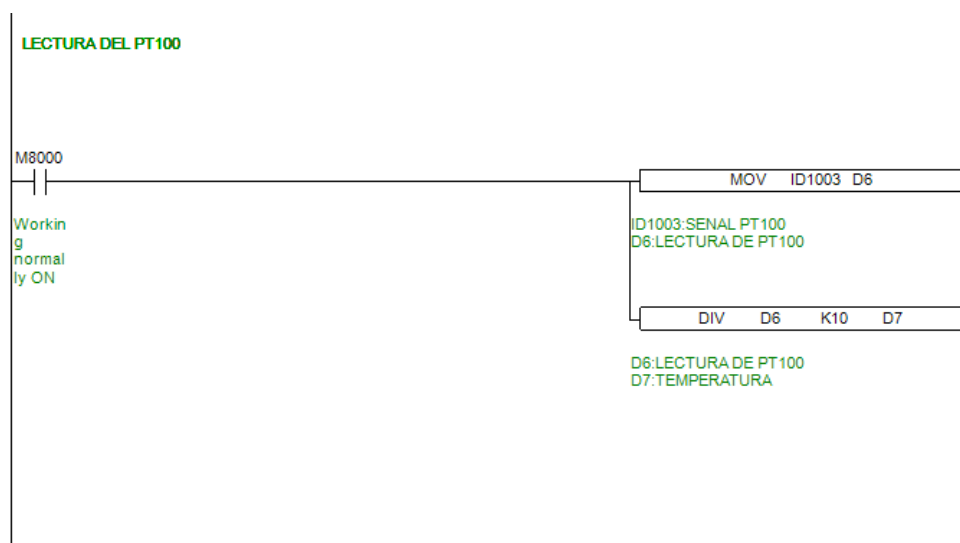 LECTURA DEL PT100
M8000
MOV ID1003 D6
Workin
g
normal
ly ON
ID1003:SENAL PT100
D6:LECTURA DE PT100
DIV D6 K10 D7
D6:LECTURA DE PT100
D7:TEMPERATURA